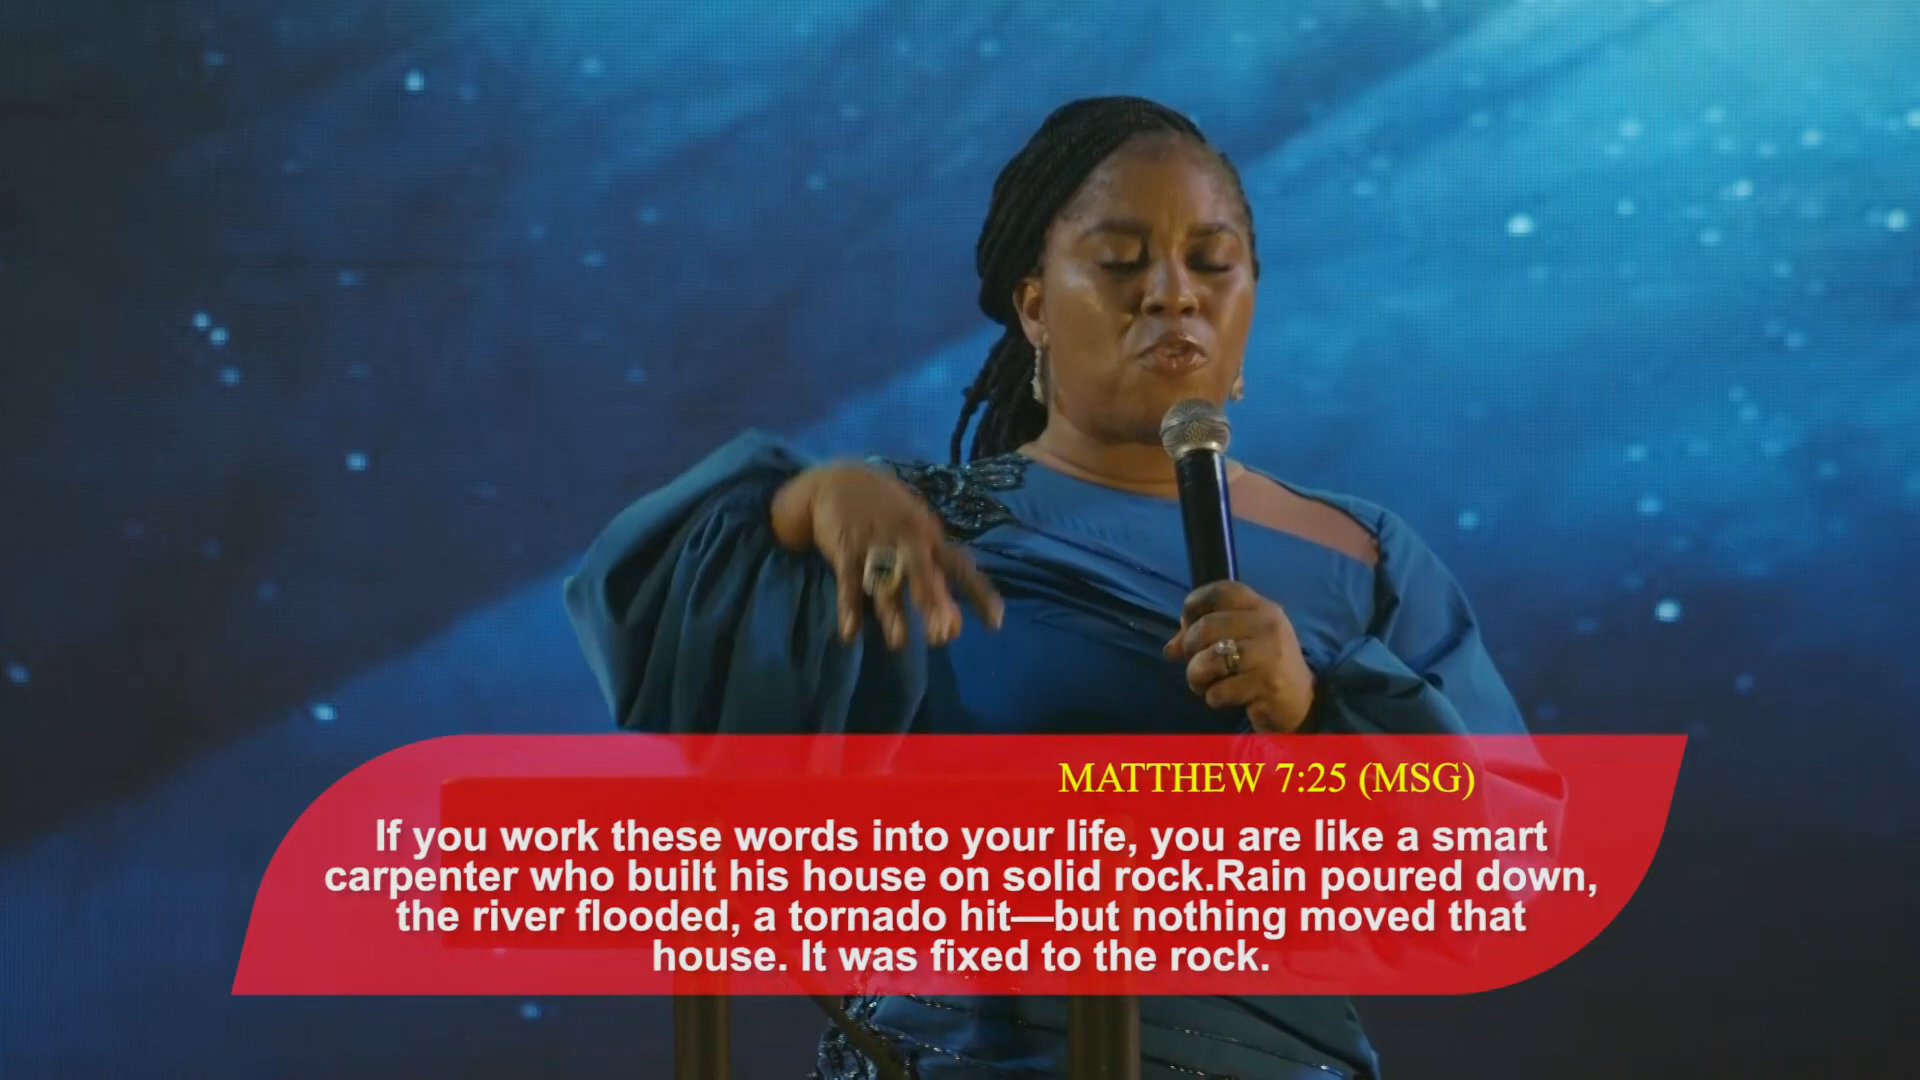 MATTHEW 7:25 (MSG)
If you work these words into your life, you are like a smart
carpenter who built his house on solid rock.Rain poured down,
the river flooded, a tornado hit—but nothing moved that
house. It was fixed to the rock.